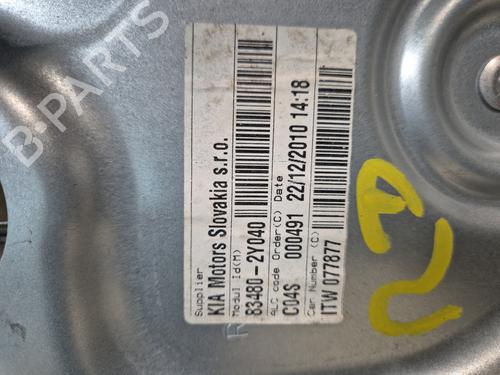 Supplier
KIA Motors Slovakia s.r.o.
Modul id(M)
83480-2Y040
ALC code Order(C) Date
C04S 000491 22/12/2010 14:18
Car Number (C)
ITW 077877
B-PARTS